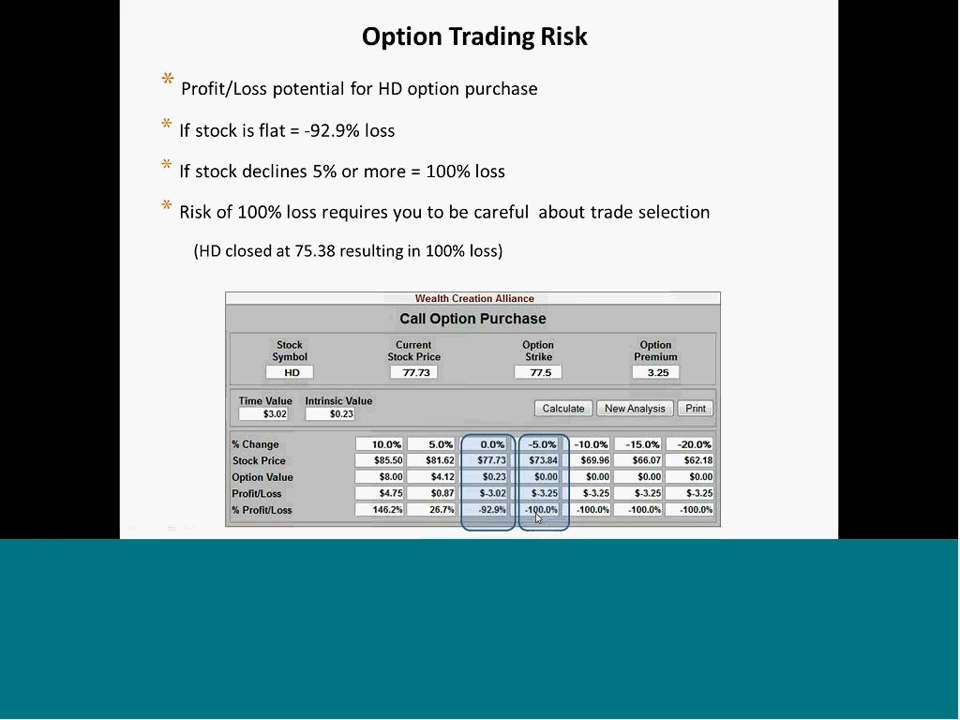 Option Trading Risk
* Profit/Loss potential for HD option purchase
* If stock is flat = -92.9% loss
* If stock declines 5% or more = 100% loss
* Risk of 100% loss requires you to be careful about trade selection
(HD closed at 75.38 resulting in 100% loss)
Wealth Creation Alliance
Call Option Purchase
Stock Symbol Current Stock Price Option Strike Option Premium
HD 77.73 77.5 3.25
Time Value Intrinsic Value
$3.02 $0.23 Calculate New Analysis Print
% Change 10.0% 5.0% 0.0% -5.0% -10.0% -15.0% -20.0%
Stock Price $85.50 $81.62 $77.73 $73.84 $69.96 $66.07 $62.18
Option Value $8.00 $4.12 $0.23 $0.00 $0.00 $0.00 $0.00
Profit/Loss $4.75 $0.87 $-3.02 $-3.25 $-3.25 $-3.25 $-3.25
% Profit/Loss 146.2% 26.7% -92.9% -100.0% -100.0% -100.0% -100.0%